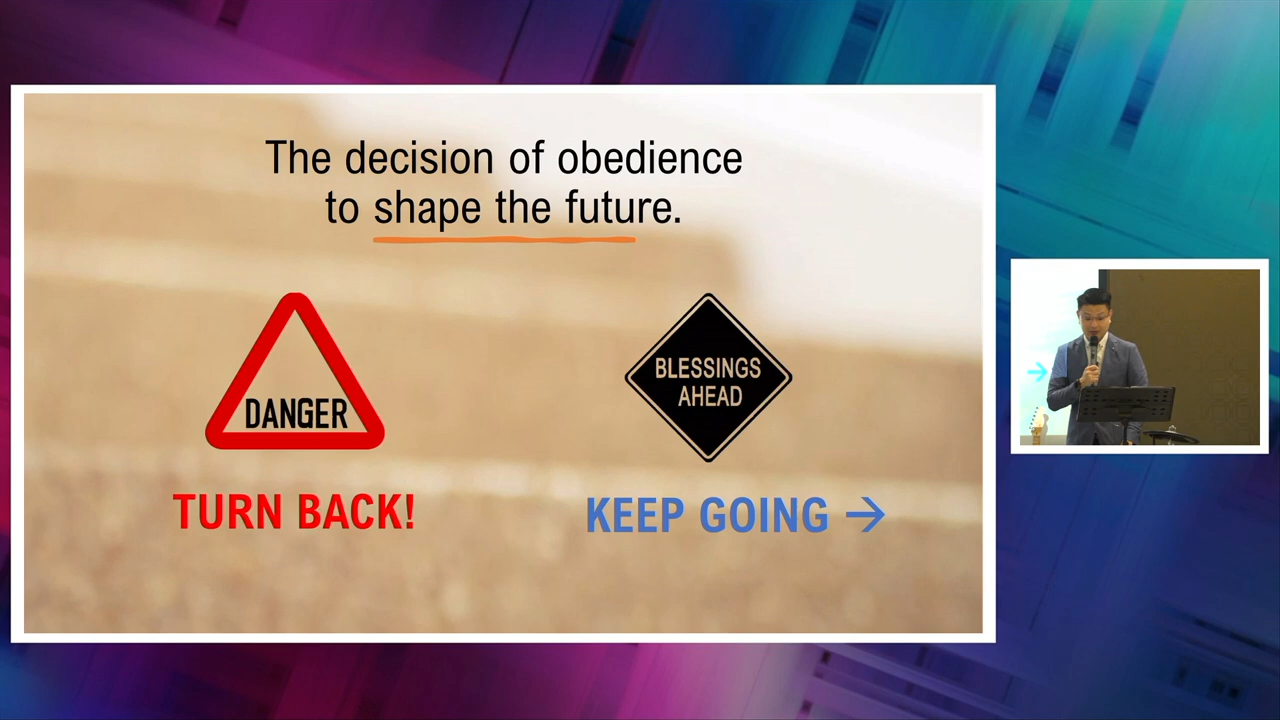 The decision of obedience
to shape the future.
DANGER
TURN BACK!
BLESSINGS
AHEAD
KEEP GOING →